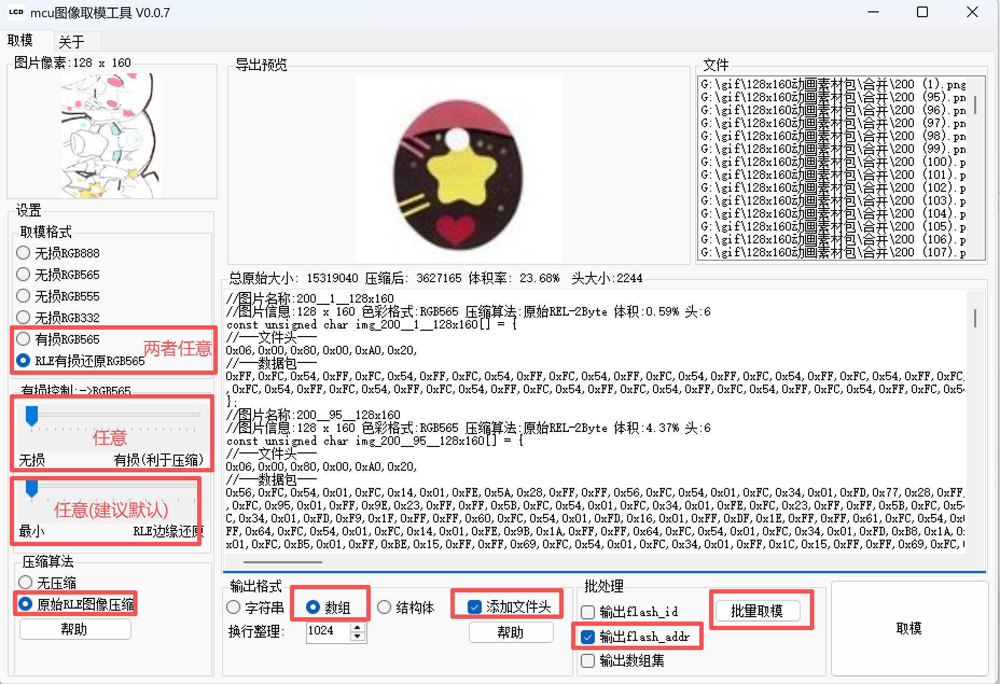 LCD mcu图像取模工具 V0.0.7
取模 关于
图片像素:128 x 160
导出预览
文件
G:\gif\128x160动画素材包\合并\200 (1).png
G:\gif\128x160动画素材包\合并\200 (95).pn
G:\gif\128x160动画素材包\合并\200 (96).pn
G:\gif\128x160动画素材包\合并\200 (97).pn
G:\gif\128x160动画素材包\合并\200 (98).pn
G:\gif\128x160动画素材包\合并\200 (99).pn
G:\gif\128x160动画素材包\合并\200 (100).p
G:\gif\128x160动画素材包\合并\200 (101).p
G:\gif\128x160动画素材包\合并\200 (102).p
G:\gif\128x160动画素材包\合并\200 (103).p
G:\gif\128x160动画素材包\合并\200 (104).p
G:\gif\128x160动画素材包\合并\200 (105).p
G:\gif\128x160动画素材包\合并\200 (106).p
G:\gif\128x160动画素材包\合并\200 (107).p
设置
取模格式
无损RGB888
无损RGB565
无损RGB555
无损RGB332
有损RGB565
RLE有损还原RGB565
两者任意
有损控制:->RGB565
任意
无损 有损(利于压缩)
任意(建议默认)
最小 RLE边缘还原
压缩算法
无压缩
原始RLE图像压缩
帮助
总原始大小: 15319040 压缩后: 3627165 体积率: 23.68% 头大小:2244
//图片名称:200__1__128x160
//图片信息:128 x 160 色彩格式:RGB565 压缩算法:原始REL-2Byte 体积:0.59% 头:6
const unsigned char img_200__1__128x160[] = {
//——文件头——
0x06,0x00,0x80,0x00,0xA0,0x20,
//——数据包——
0xFF,0xFC,0x54,0xFF,0xFC,0x54,0xFF,0xFC,0x54,0xFF,0xFC,0x54,0xFF,0xFC,0x54,0xFF,0xFC,0x54,0xFF,0xFC,0x54,0xFF,0xFC
,0xFC,0x54,0xFF,0xFC,0x54,0xFF,0xFC,0x54,0xFF,0xFC,0x54,0xFF,0xFC,0x54,0xFF,0xFC,0x54,0xFF,0xFC,0x54,0xFF,0xFC,0x5
};
//图片名称:200__95__128x160
//图片信息:128 x 160 色彩格式:RGB565 压缩算法:原始REL-2Byte 体积:4.37% 头:6
const unsigned char img_200__95__128x160[] = {
//——文件头——
0x06,0x00,0x80,0x00,0xA0,0x20,
//——数据包——
0x56,0xFC,0x54,0x01,0xFC,0x14,0x01,0xFE,0x5A,0x28,0xFF,0xFF,0x56,0xFC,0x54,0x01,0xFC,0x34,0x01,0xFD,0x77,0x28,0xFF
,0xFC,0x95,0x01,0xFF,0x9E,0x23,0xFF,0xFF,0x5B,0xFC,0x54,0x01,0xFC,0x34,0x01,0xFE,0xFC,0x23,0xFF,0xFF,0x5B,0xFC,0x5
C,0x34,0x01,0xFD,0xF9,0x1F,0xFF,0xFF,0x60,0xFC,0x54,0x01,0xFD,0x16,0x01,0xFF,0xDF,0x1E,0xFF,0xFF,0x61,0xFC,0x54,0x
FF,0x64,0xFC,0x54,0x01,0xFC,0x14,0x01,0xFE,0x9B,0x1A,0xFF,0xFF,0x64,0xFC,0x54,0x01,0xFC,0x34,0x01,0xFD,0xB8,0x1A,0
x01,0xFC,0xB5,0x01,0xFF,0xBE,0x15,0xFF,0xFF,0x69,0xFC,0x54,0x01,0xFC,0x34,0x01,0xFF,0x1C,0x15,0xFF,0xFF,0x69,0xFC,
输出格式
字符串 数组 结构体 添加文件头
换行整理: 1024 帮助
批处理
输出flash_id
输出flash_addr
输出数组集
批量取模
取模